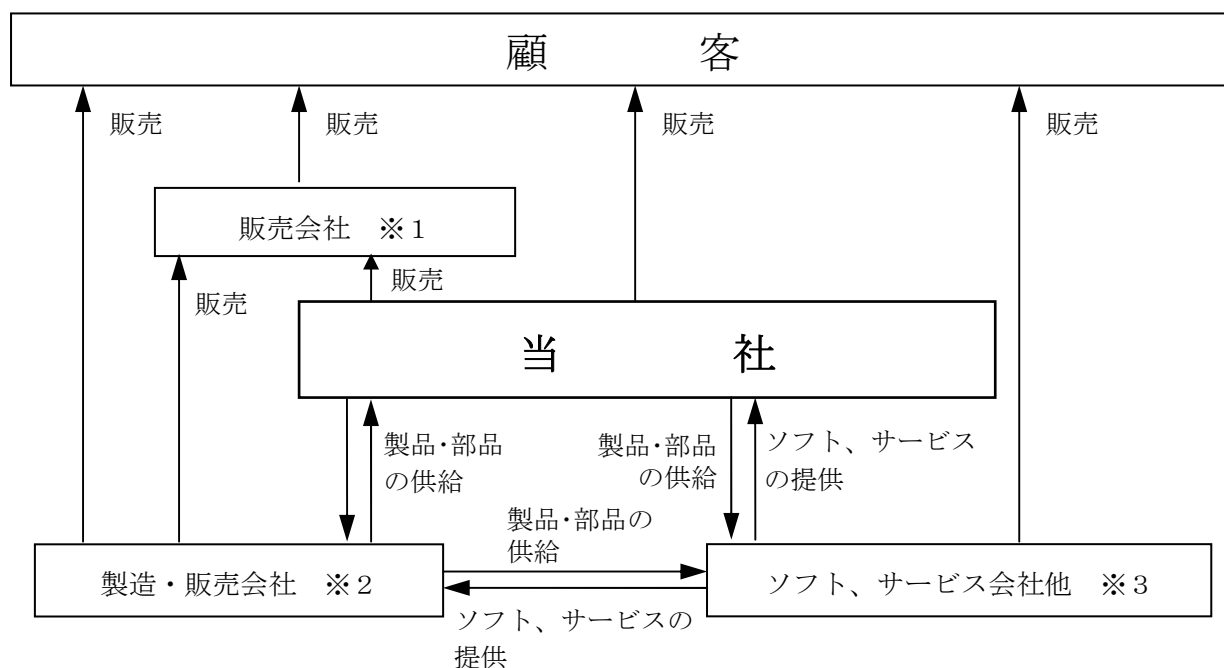 顧　　　客
販売
販売
販売
販売
販売会社　※１
販売
販売
当　　　社
製品・部品
の供給
製品・部品
の供給
ソフト、サービス
の提供
製品・部品の
供給
製造・販売会社　※２
ソフト、サービス会社他　※３
ソフト、サービスの
提供